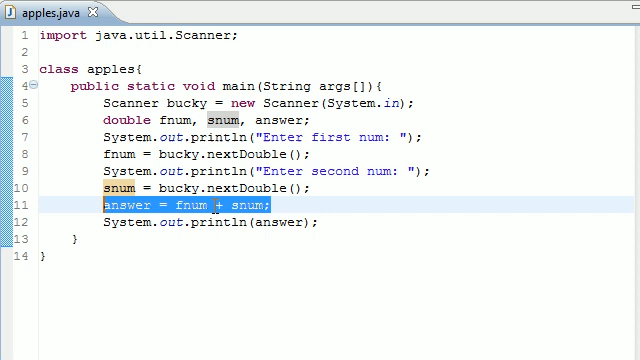 apples.java
1 import java.util.Scanner;
2
3 class apples{
4 public static void main(String args[]){
5 Scanner bucky = new Scanner(System.in);
6 double fnum, snum, answer;
7 System.out.println("Enter first num: ");
8 fnum = bucky.nextDouble();
9 System.out.println("Enter second num: ");
10 snum = bucky.nextDouble();
11 answer = fnum + snum;
12 System.out.println(answer);
13 }
14 }